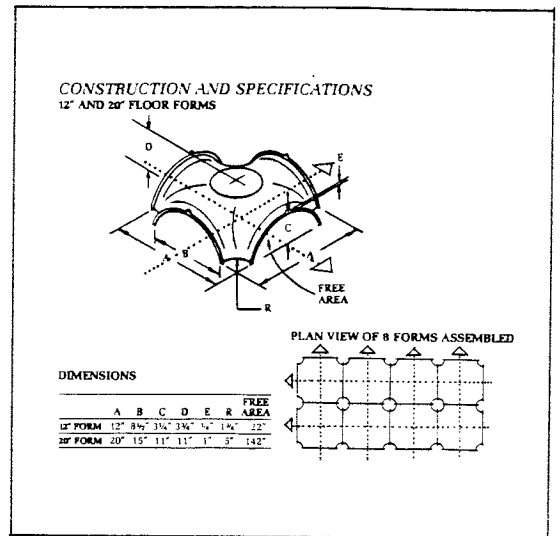 CONSTRUCTION AND SPECIFICATIONS
12" AND 20" FLOOR FORMS
D
E
C
A
B
A
FREE
AREA
R
PLAN VIEW OF 8 FORMS ASSEMBLED
DIMENSIONS
A B C D E R FREE AREA
12" FORM 12" 8½" 3¼" 3¾" ¼" 1¾" 22"
20" FORM 20" 15" 11" 11" 1" 5" 142"